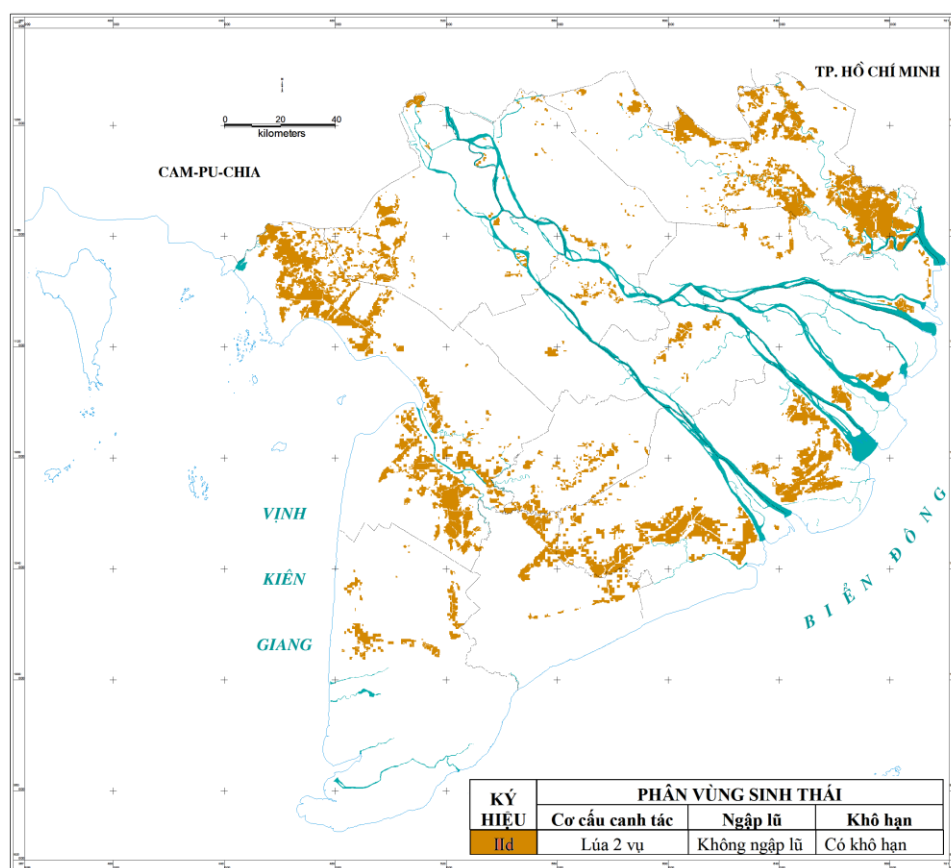 TP. HỒ CHÍ MINH
0 20 40
kilometers
CAM-PU-CHIA
VỊNH
KIÊN
GIANG
BIỂN ĐÔNG
KÝ HIỆU
PHÂN VÙNG SINH THÁI
Cơ cấu canh tác Ngập lũ Khô hạn
IId Lúa 2 vụ Không ngập lũ Có khô hạn